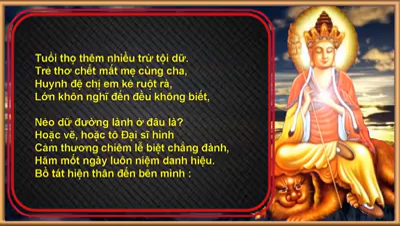 Tuổi thọ thêm nhiều trừ tội dữ.
Trẻ thơ chết mất mẹ cùng cha,
Huynh đệ chị em kẻ ruột rà,
Lớn khôn nghĩ đến đều không biết,
Nẻo dữ đường lành ở đâu là?
Hoặc vẽ, hoặc tô Đại sĩ hình
Cảm thương chiêm lễ biệt chẳng đành,
Hăm mốt ngày luôn niệm danh hiệu.
Bồ tát hiện thân đến bên mình :